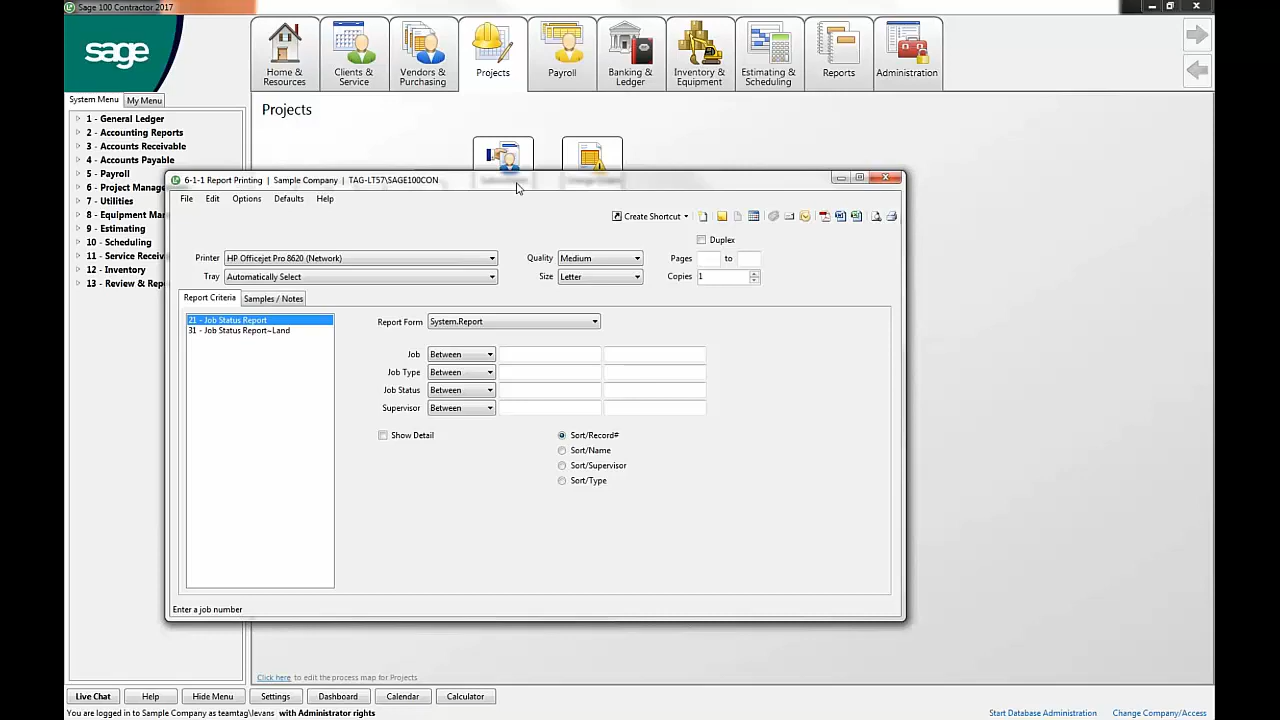 Sage 100 Contractor 2017
sage
Home & Resources
Clients & Service
Vendors & Purchasing
Projects
Payroll
Banking & Ledger
Inventory & Equipment
Estimating & Scheduling
Reports
Administration
System Menu
My Menu
Projects
1 - General Ledger
2 - Accounting Reports
3 - Accounts Receivable
4 - Accounts Payable
5 - Payroll
6 - Project Manage
7 - Utilities
8 - Equipment Man
9 - Estimating
10 - Scheduling
11 - Service Receiv
12 - Inventory
13 - Review & Repo
6-1-1 Report Printing | Sample Company | TAG-LT57\SAGE100CON
File Edit Options Defaults Help
Create Shortcut
Duplex
Printer HP Officejet Pro 8620 (Network) Quality Medium Pages to
Tray Automatically Select Size Letter Copies 1
Report Criteria Samples / Notes
21 - Job Status Report
31 - Job Status Report~Land
Report Form System.Report
Job Between
Job Type Between
Job Status Between
Supervisor Between
Show Detail
Sort/Record#
Sort/Name
Sort/Supervisor
Sort/Type
Enter a job number
Click here to edit the process map for Projects
Live Chat Help Hide Menu Settings Dashboard Calendar Calculator
You are logged in to Sample Company as teamtag\levans with Administrator rights
Start Database Administration Change Company/Access